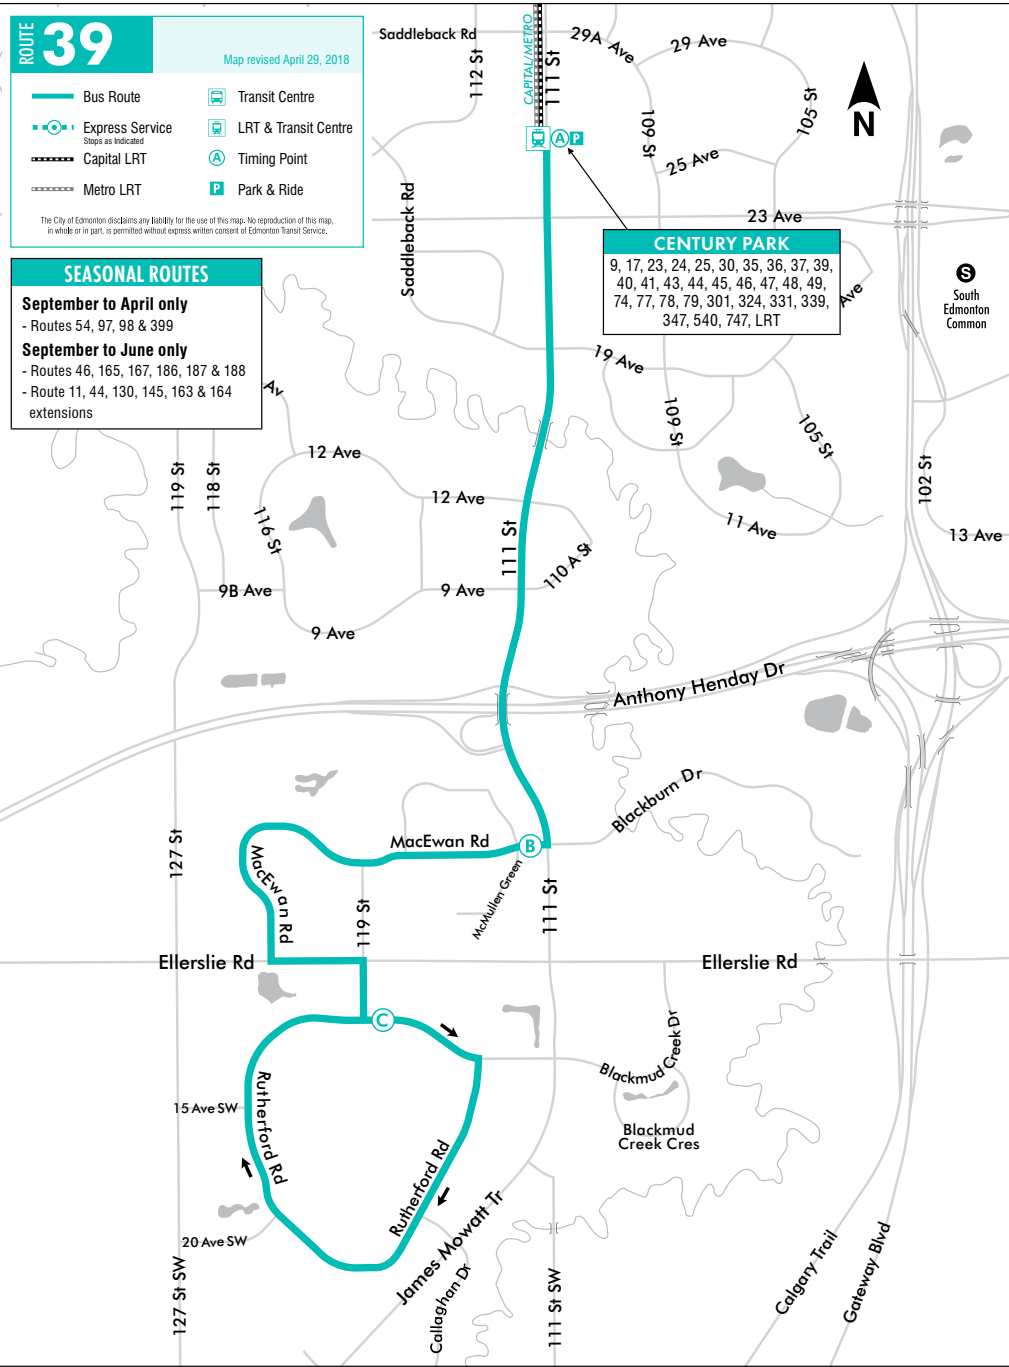 ROUTE 39
Map revised April 29, 2018
Bus Route
Express Service
Stops as Indicated
Capital LRT
Metro LRT
Transit Centre
LRT & Transit Centre
A Timing Point
P Park & Ride
The City of Edmonton disclaims any liability for the use of this map. No reproduction of this map,
in whole or in part, is permitted without express written consent of Edmonton Transit Service.
SEASONAL ROUTES
September to April only
- Routes 54, 97, 98 & 399
September to June only
- Routes 46, 165, 167, 186, 187 & 188
- Route 11, 44, 130, 145, 163 & 164
extensions
Saddleback Rd
112 St
CAPITAL/METRO
111 St
29A Ave
29 Ave
109 St
105 St
25 Ave
N
A P
Saddleback Rd
23 Ave
CENTURY PARK
9, 17, 23, 24, 25, 30, 35, 36, 37, 39,
40, 41, 43, 44, 45, 46, 47, 48, 49,
74, 77, 78, 79, 301, 324, 331, 339,
347, 540, 747, LRT
Ave
S
South
Edmonton
Common
19 Ave
Av
109 St
105 St
12 Ave
12 Ave
119 St
118 St
116 St
111 St
110 A St
11 Ave
102 St
13 Ave
9B Ave
9 Ave
9 Ave
Anthony Henday Dr
Blackburn Dr
127 St
MacEwan Rd
B
MacEwan Rd
McMullen Green
119 St
111 St
Ellerslie Rd
Ellerslie Rd
C
Blackmud Creek Dr
Blackmud
Creek Cres
15 Ave SW
Rutherford Rd
Rutherford Rd
20 Ave SW
James Mowatt Tr
Callaghan Dr
127 St SW
111 St SW
Calgary Trail
Gateway Blvd